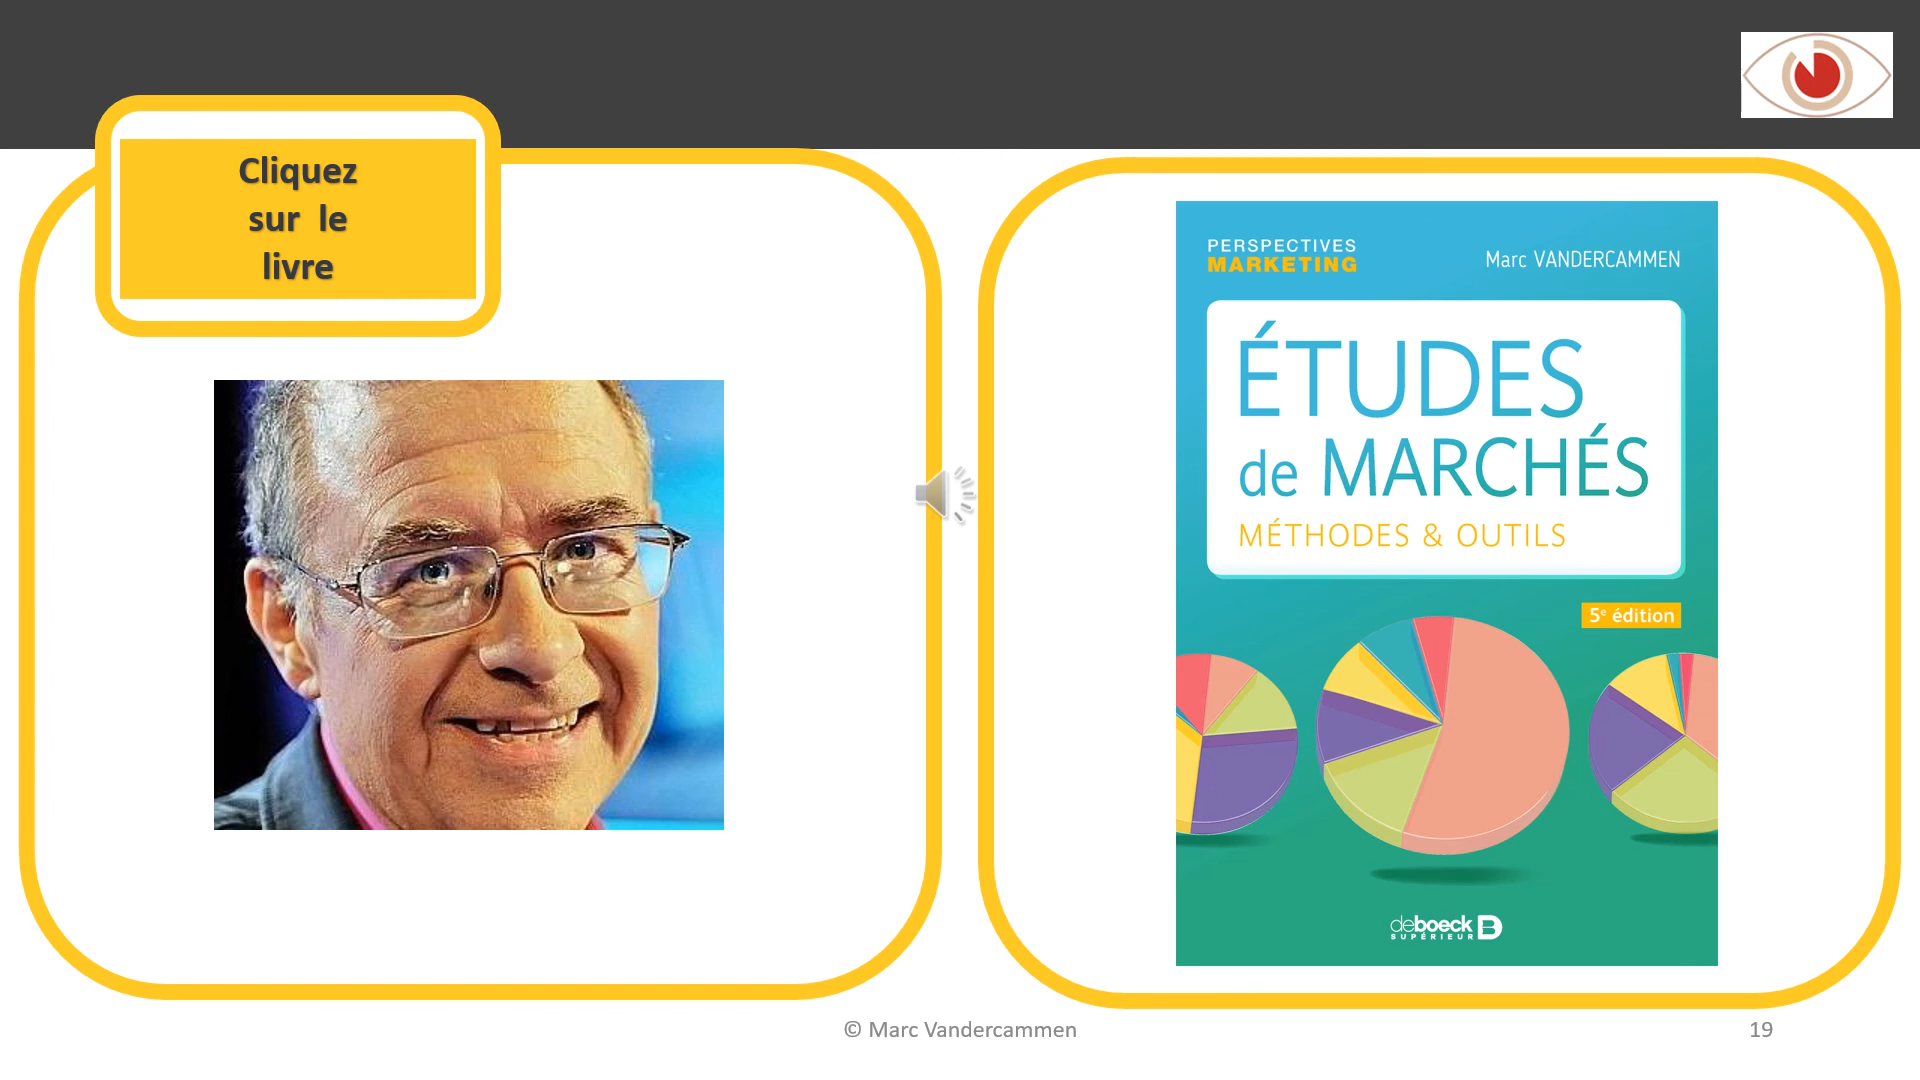 Cliquez
sur le
livre
PERSPECTIVES
MARKETING
Marc VANDERCAMMEN
ÉTUDES
de MARCHÉS
MÉTHODES & OUTILS
5e édition
deboeck B
SUPÉRIEUR
© Marc Vandercammen
19